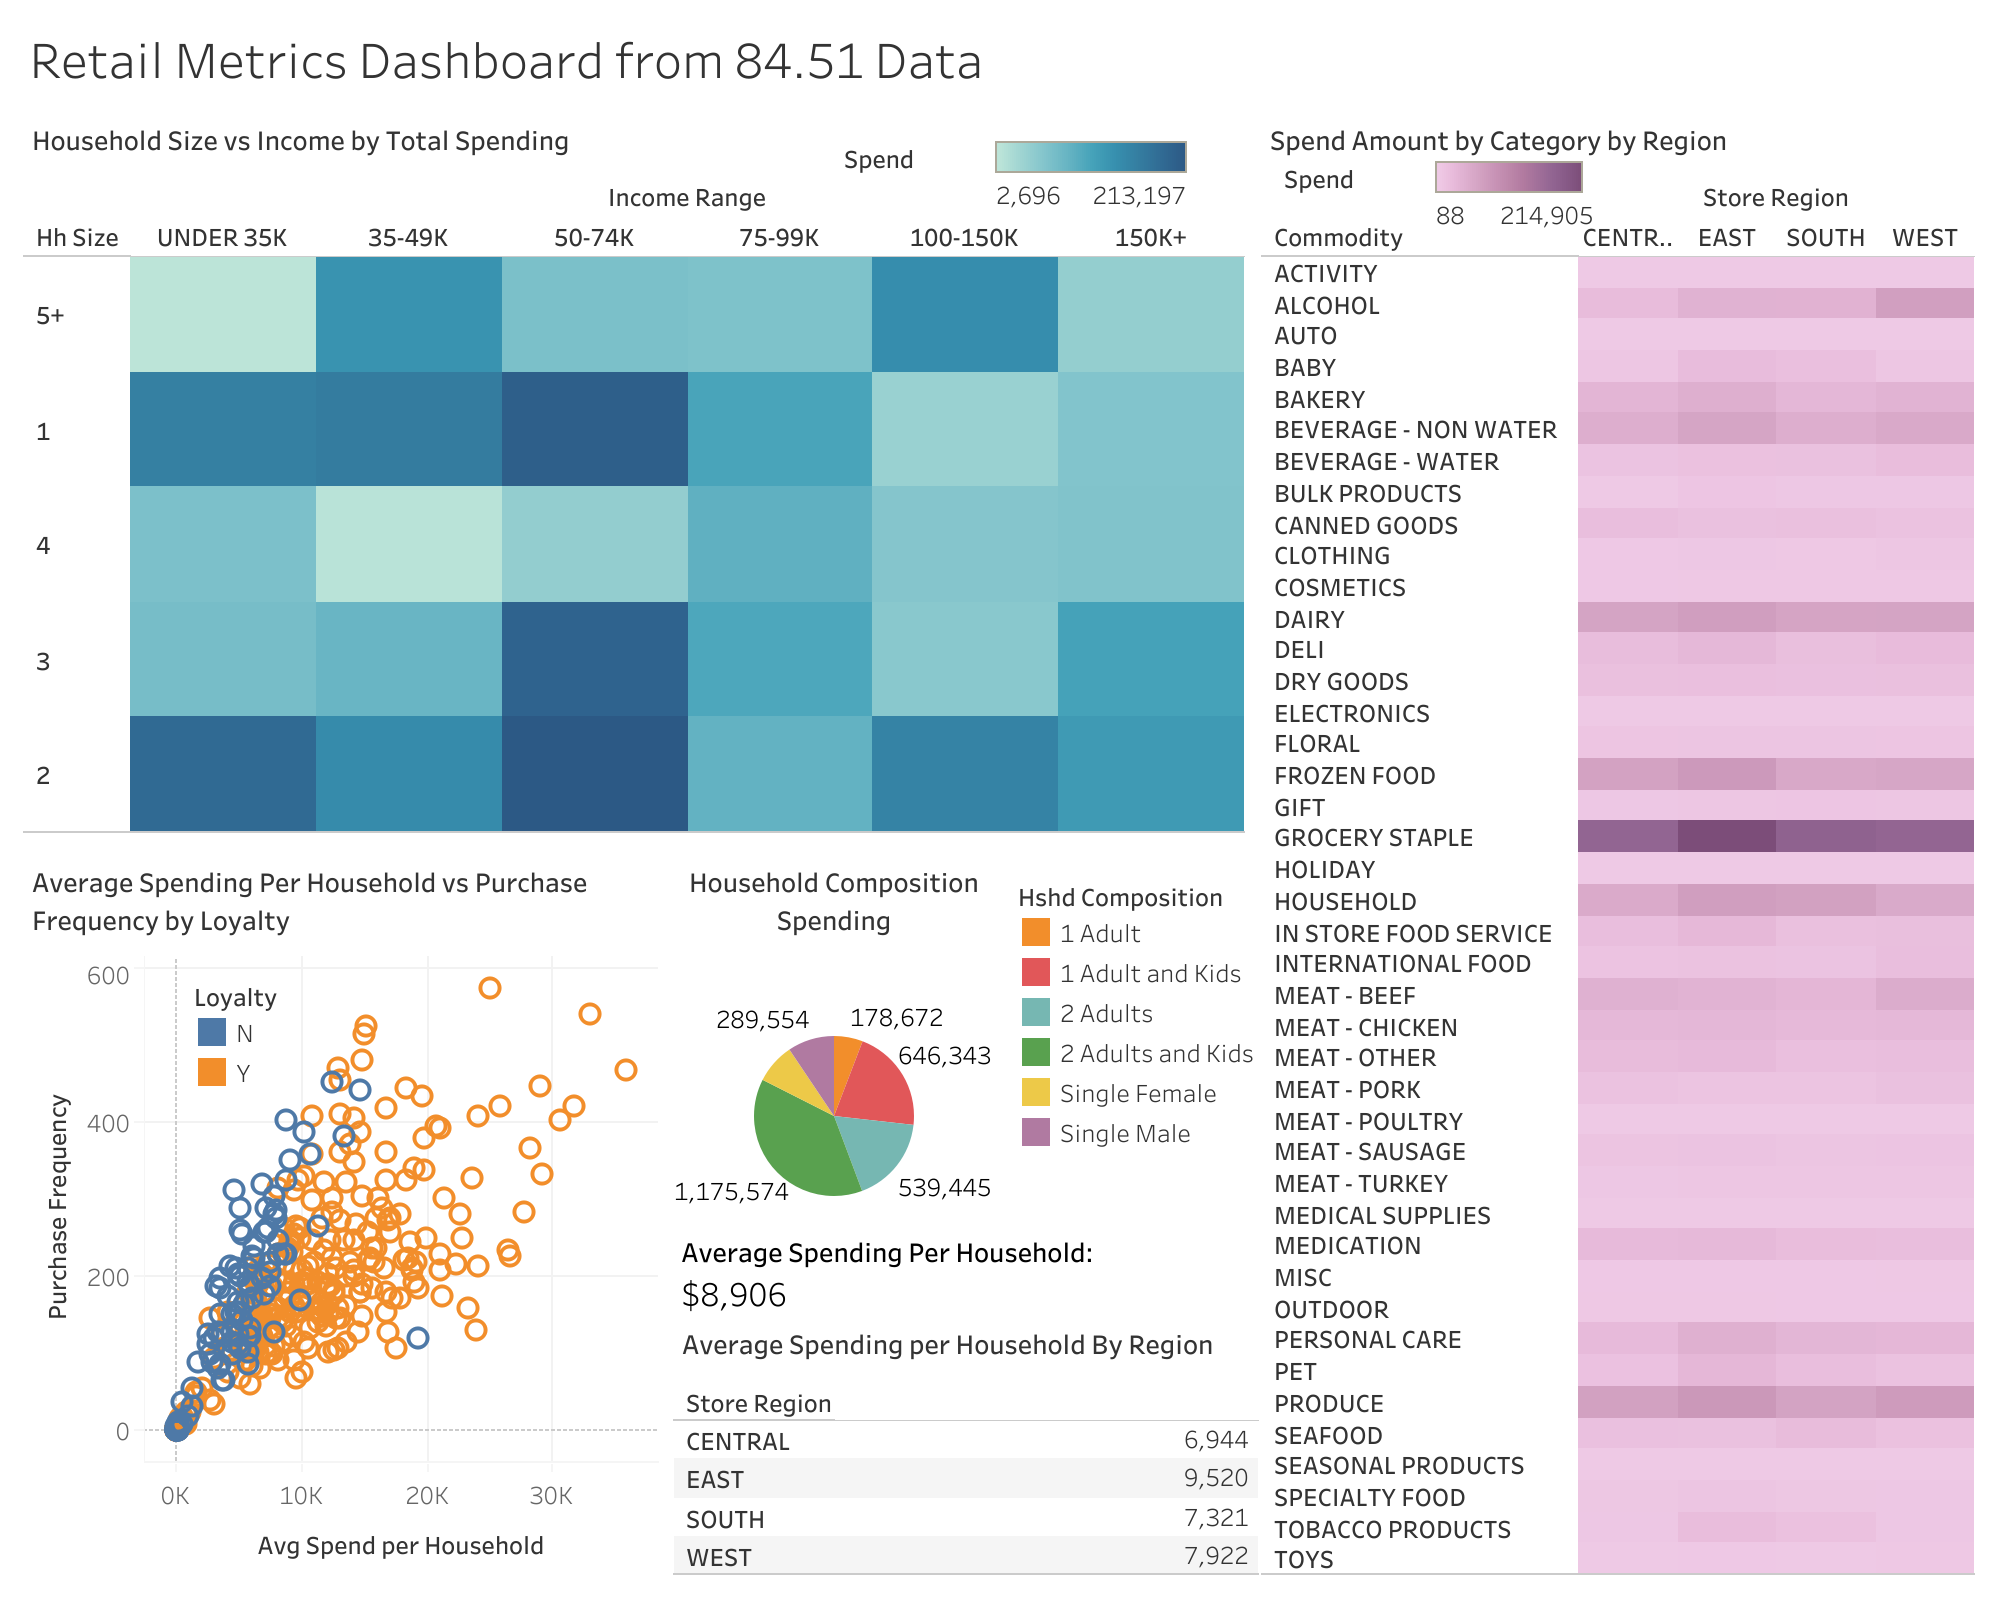 Retail Metrics Dashboard from 84.51 Data
Household Size vs Income by Total Spending
Spend
2,696 213,197
Income Range
Hh Size UNDER 35K 35-49K 50-74K 75-99K 100-150K 150K+
5+
1
4
3
2
Spend Amount by Category by Region
Spend
88 214,905
Store Region
Commodity CENTR.. EAST SOUTH WEST
ACTIVITY
ALCOHOL
AUTO
BABY
BAKERY
BEVERAGE - NON WATER
BEVERAGE - WATER
BULK PRODUCTS
CANNED GOODS
CLOTHING
COSMETICS
DAIRY
DELI
DRY GOODS
ELECTRONICS
FLORAL
FROZEN FOOD
GIFT
GROCERY STAPLE
HOLIDAY
HOUSEHOLD
IN STORE FOOD SERVICE
INTERNATIONAL FOOD
MEAT - BEEF
MEAT - CHICKEN
MEAT - OTHER
MEAT - PORK
MEAT - POULTRY
MEAT - SAUSAGE
MEAT - TURKEY
MEDICAL SUPPLIES
MEDICATION
MISC
OUTDOOR
PERSONAL CARE
PET
PRODUCE
SEAFOOD
SEASONAL PRODUCTS
SPECIALTY FOOD
TOBACCO PRODUCTS
TOYS
Average Spending Per Household vs Purchase
Frequency by Loyalty
Loyalty
N
Y
Purchase Frequency
600
400
200
0
0K 10K 20K 30K
Avg Spend per Household
Household Composition
Spending
Hshd Composition
1 Adult
1 Adult and Kids
2 Adults
2 Adults and Kids
Single Female
Single Male
289,554 178,672
646,343
1,175,574 539,445
Average Spending Per Household:
$8,906
Average Spending per Household By Region
Store Region
CENTRAL 6,944
EAST 9,520
SOUTH 7,321
WEST 7,922